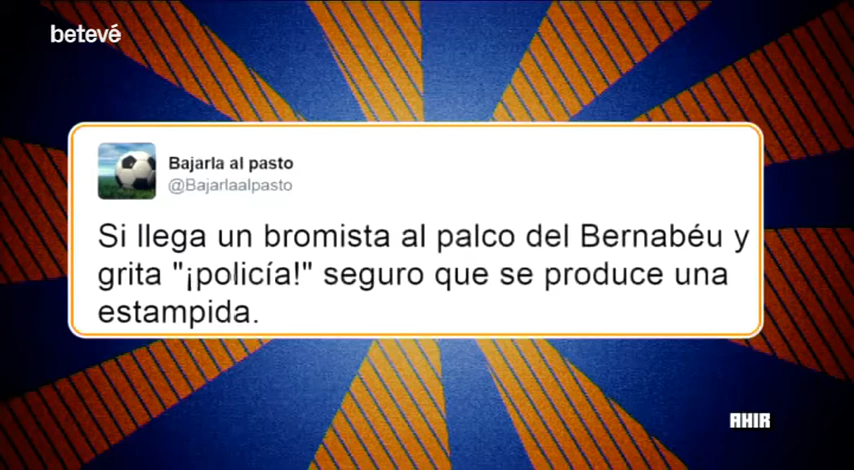 betevé
Bajarla al pasto
@Bajarlaalpasto
Si llega un bromista al palco del Bernabéu y
grita "¡policía!" seguro que se produce una
estampida.
AHIR